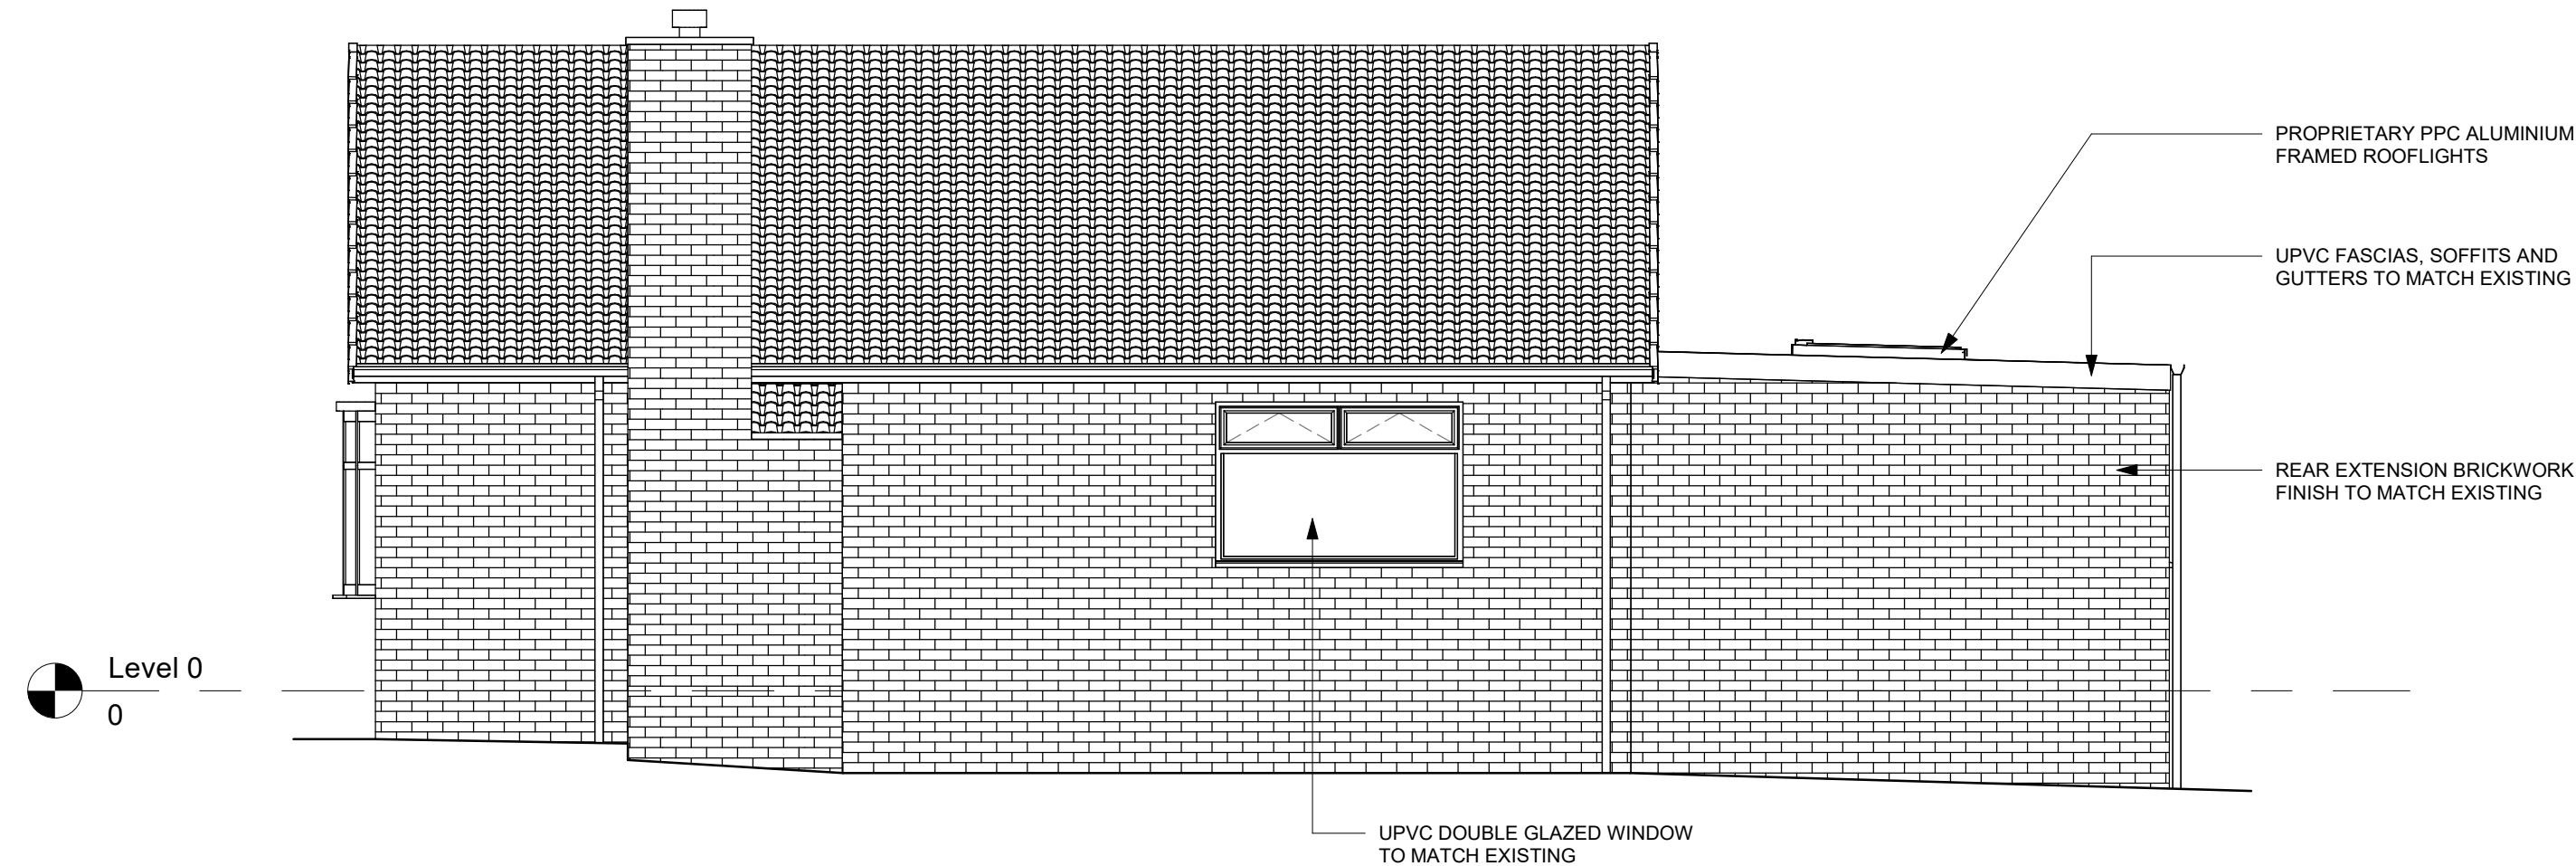 PROPRIETARY PPC ALUMINIUM
FRAMED ROOFLIGHTS
UPVC FASCIAS, SOFFITS AND
GUTTERS TO MATCH EXISTING
REAR EXTENSION BRICKWORK
FINISH TO MATCH EXISTING
Level 0
0
UPVC DOUBLE GLAZED WINDOW
TO MATCH EXISTING